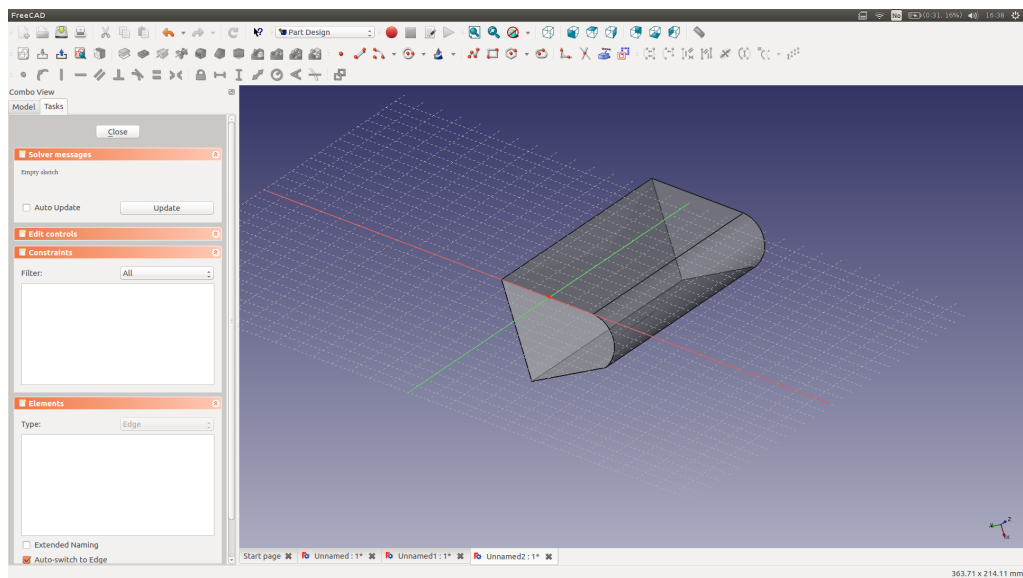 FreeCAD
No (0:31, 16%) 16:38
Part Design
Combo View
Model Tasks
Close
Solver messages
Empty sketch
Auto Update Update
Edit controls
Constraints
Filter: All
Elements
Type: Edge
Extended Naming
Auto-switch to Edge
Start page Unnamed : 1* Unnamed1 : 1* Unnamed2 : 1*
363.71 x 214.11 mm